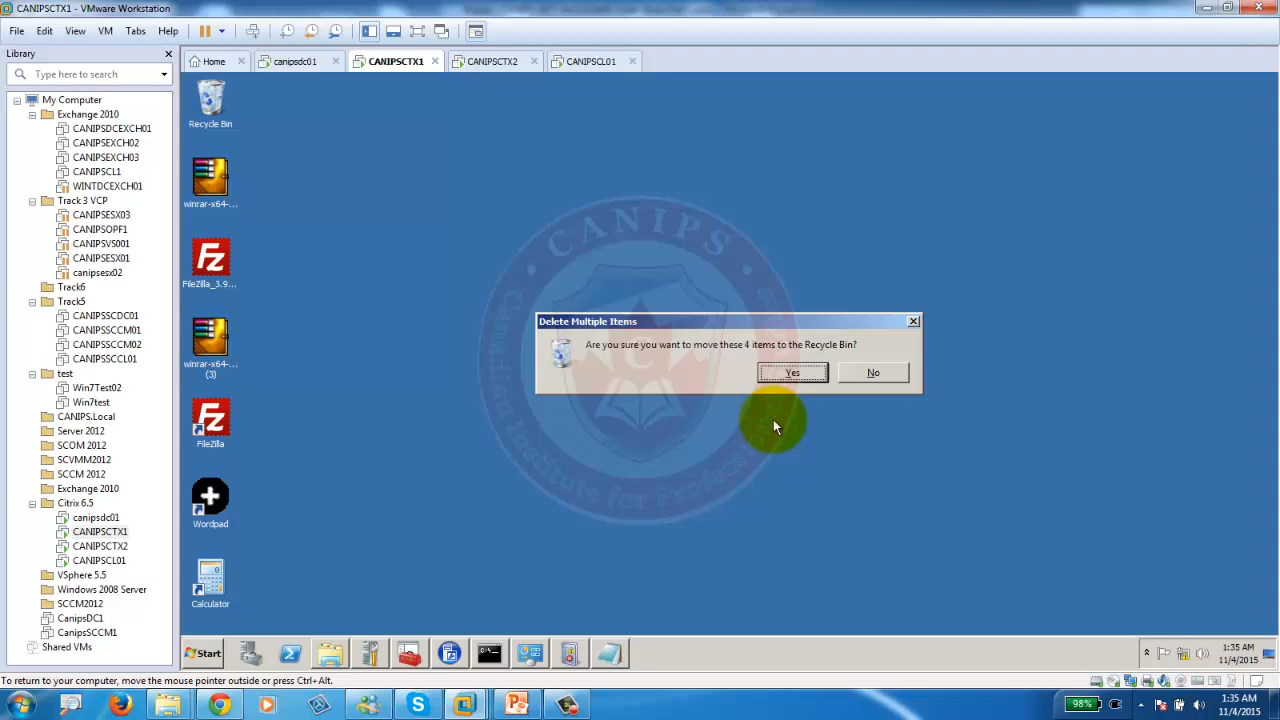 CANIPSCTX1 - VMware Workstation
File Edit View VM Tabs Help
Library
Type here to search
My Computer
Exchange 2010
CANIPSDCEXCH01
CANIPSEXCH02
CANIPSEXCH03
CANIPSCL1
WINTDCEXCH01
Track 3 VCP
CANIPSESX03
CANIPSOPF1
CANIPSVS001
CANIPSESX01
canipsesx02
Track6
Track5
CANIPSSCDC01
CANIPSSCCM01
CANIPSSCCM02
CANIPSSCCL01
test
Win7Test02
Win7test
CANIPS.Local
Server 2012
SCOM 2012
SCVMM2012
SCCM 2012
Exchange 2010
Citrix 6.5
canipsdc01
CANIPSCTX1
CANIPSCTX2
CANIPSCL01
VSphere 5.5
Windows 2008 Server
SCCM2012
CanipsDC1
CanipsSCCM1
Shared VMs
Home canipsdc01 CANIPSCTX1 CANIPSCTX2 CANIPSCL01
Recycle Bin
winrar-x64-...
FileZilla_3.9...
winrar-x64-...
(3)
FileZilla
Wordpad
Calculator
CANIPS
Delete Multiple Items
Are you sure you want to move these 4 items to the Recycle Bin?
Yes No
Start
1:35 AM
11/4/2015
To return to your computer, move the mouse pointer outside or press Ctrl+Alt.
98%
1:35 AM
11/4/2015